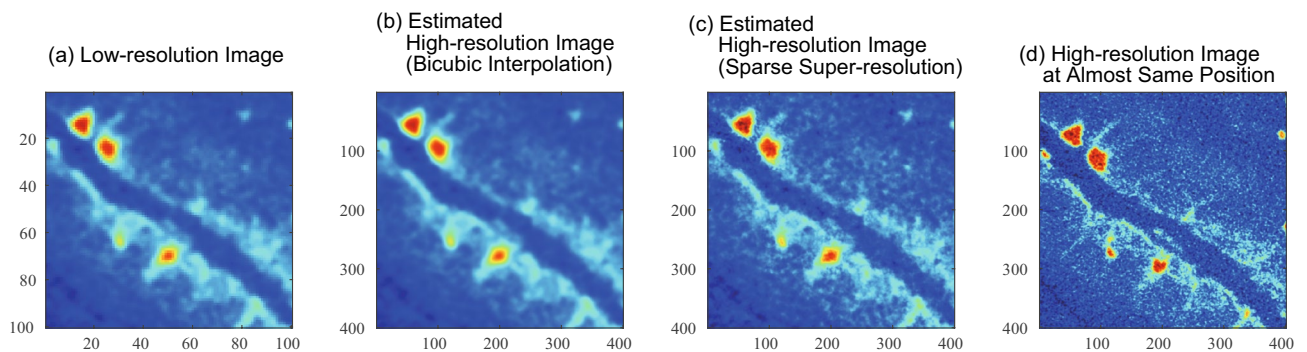 (a) Low-resolution Image
(b) Estimated
High-resolution Image
(Bicubic Interpolation)
(c) Estimated
High-resolution Image
(Sparse Super-resolution)
(d) High-resolution Image
at Almost Same Position
20
40
60
80
100
20 40 60 80 100
100
200
300
400
100 200 300 400
100
200
300
400
100 200 300 400
100
200
300
400
100 200 300 400